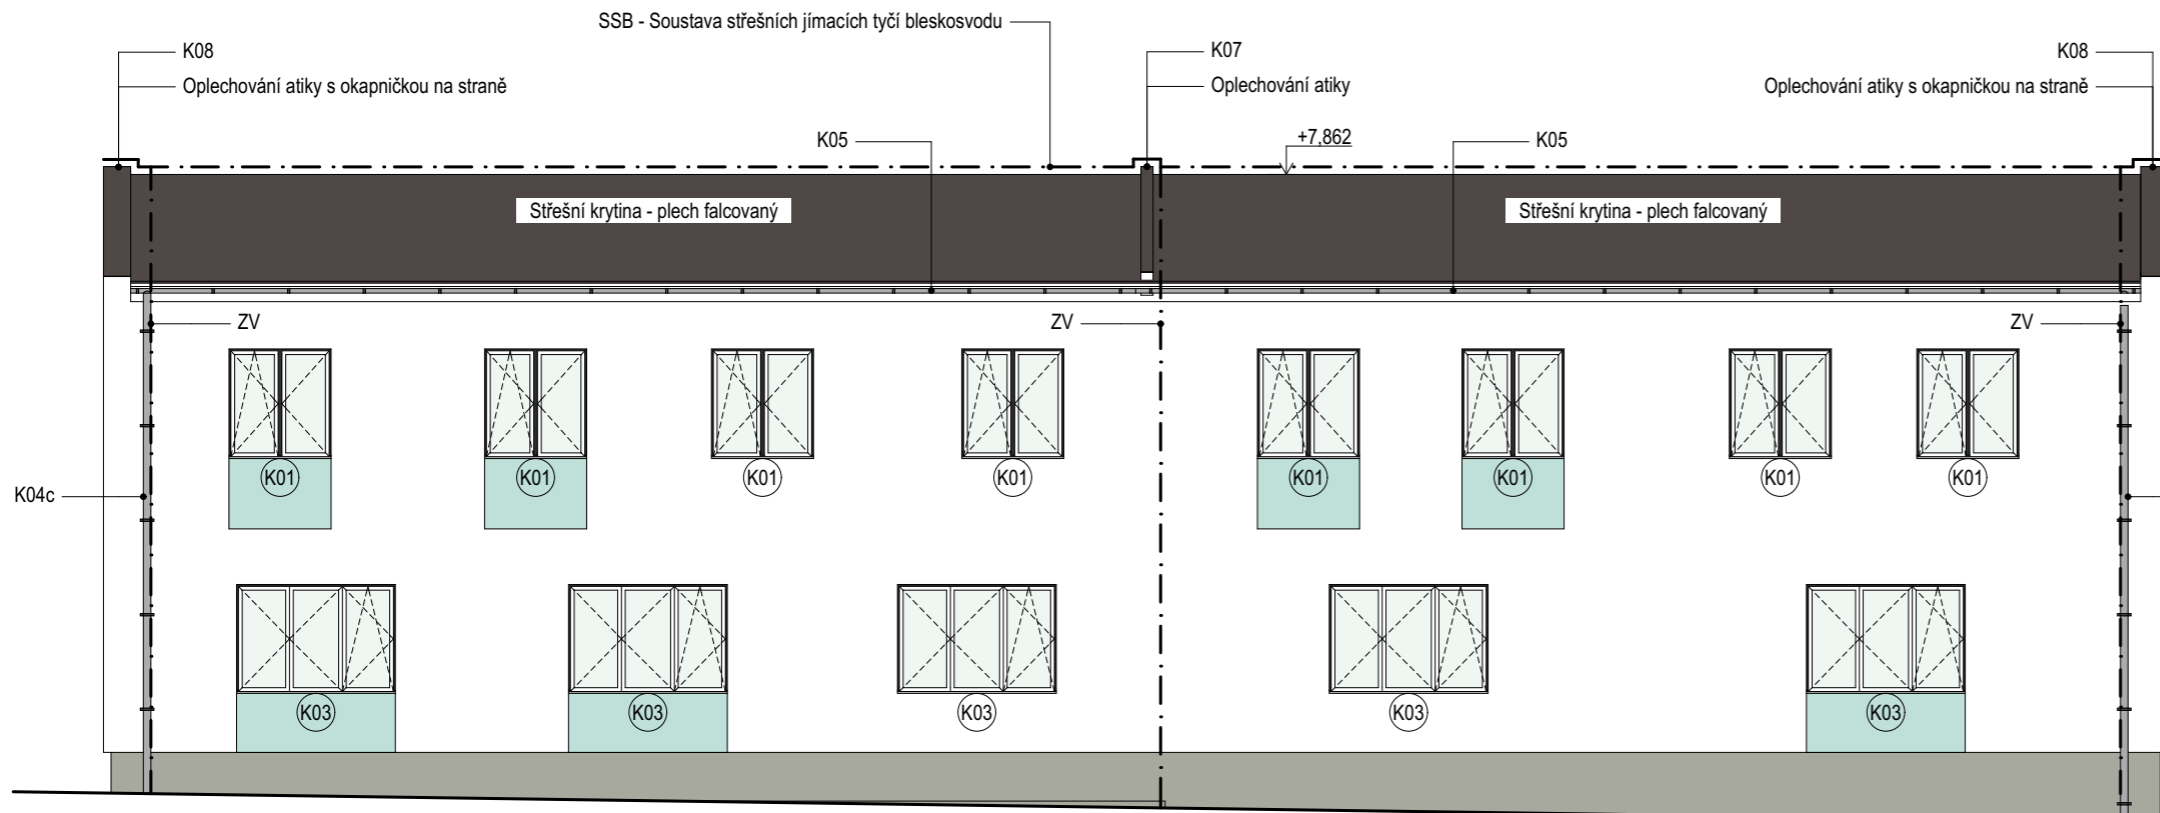 SSB - Soustava střešních jímacích tyčí bleskosvodu
K08
K07
K08
Oplechování atiky s okapničkou na straně
Oplechování atiky
Oplechování atiky s okapničkou na straně
K05
+7,862
K05
Střešní krytina - plech falcovaný
Střešní krytina - plech falcovaný
ZV
ZV
ZV
K01
K01
K01
K01
K01
K01
K01
K01
K04c
K03
K03
K03
K03
K03